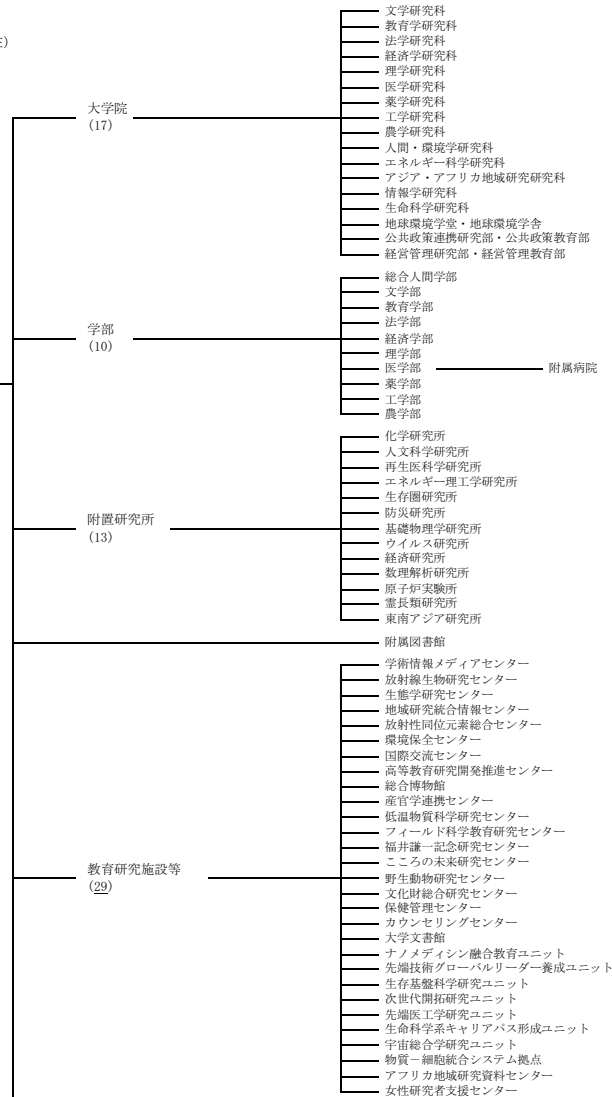 文学研究科
教育学研究科
法学研究科
経済学研究科
理学研究科
医学研究科
薬学研究科
工学研究科
農学研究科
人間・環境学研究科
エネルギー科学研究科
アジア・アフリカ地域研究研究科
情報学研究科
生命科学研究科
地球環境学堂・地球環境学舎
公共政策連携研究部・公共政策教育部
経営管理研究部・経営管理教育部
大学院
(17)
総合人間学部
文学部
教育学部
法学部
経済学部
理学部
医学部 附属病院
薬学部
工学部
農学部
学部
(10)
化学研究所
人文科学研究所
再生医科学研究所
エネルギー理工学研究所
生存圏研究所
防災研究所
基礎物理学研究所
ウイルス研究所
経済研究所
数理解析研究所
原子炉実験所
霊長類研究所
東南アジア研究所
附置研究所
(13)
附属図書館
学術情報メディアセンター
放射線生物研究センター
生態学研究センター
地域研究統合情報センター
放射性同位元素総合センター
環境保全センター
国際交流センター
高等教育研究開発推進センター
総合博物館
産官学連携センター
低温物質科学研究センター
フィールド科学教育研究センター
福井謙一記念研究センター
こころの未来研究センター
野生動物研究センター
文化財総合研究センター
保健管理センター
カウンセリングセンター
大学文書館
ナノメディシン融合教育ユニット
先端技術グローバルリーダー養成ユニット
生存基盤科学研究ユニット
次世代開拓研究ユニット
先端医工学研究ユニット
生命科学系キャリアパス形成ユニット
宇宙総合学研究ユニット
物質－細胞統合システム拠点
アフリカ地域研究資料センター
女性研究者支援センター
教育研究施設等
(29)